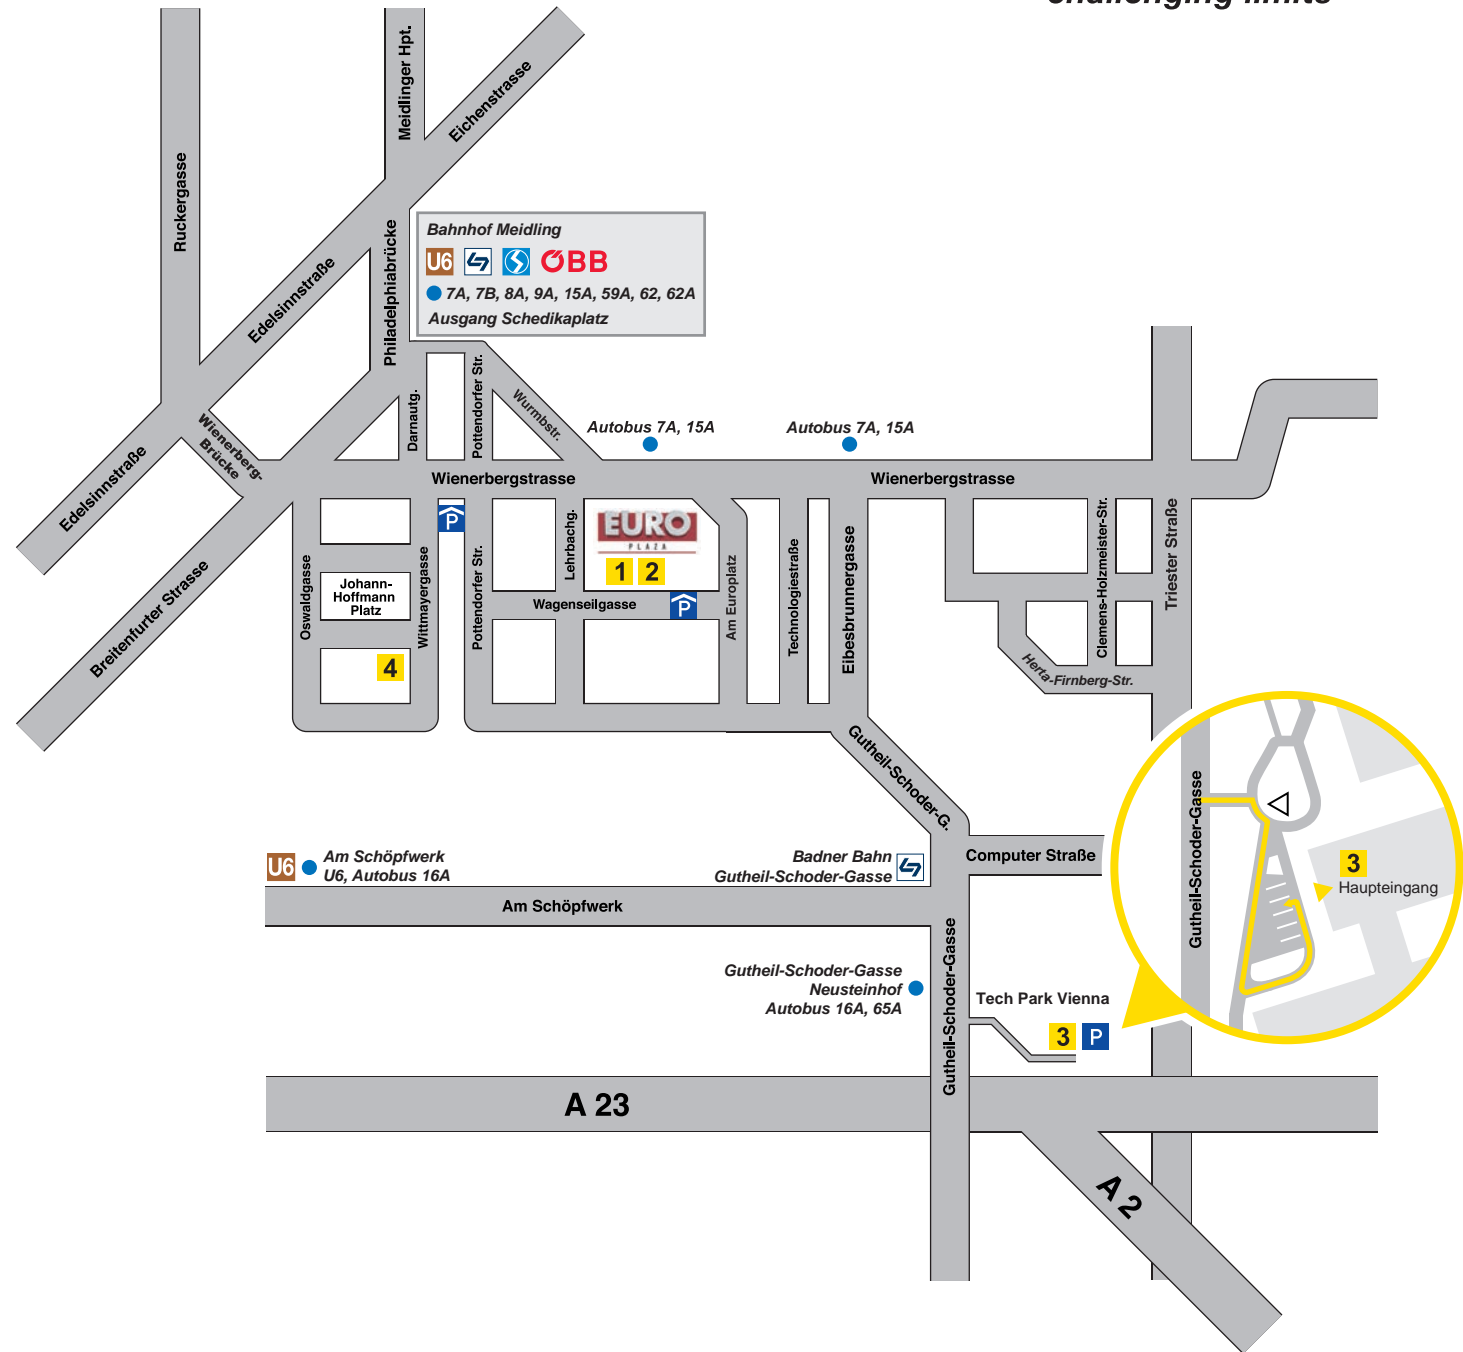 challenging limits
Meidlinger Hpt.
Eichenstrasse
Ruckergasse
Philadelphiabrücke
Edelsinnstraße
Bahnhof Meidling
U6
ÖBB
7A, 7B, 8A, 9A, 15A, 59A, 62, 62A
Ausgang Schedikaplatz
Darnautg.
Pottendorfer Str.
Wurmbstr.
Autobus 7A, 15A
Autobus 7A, 15A
Wienerberg-
Brücke
Edelsinnstraße
Wienerbergstrasse
Wienerbergstrasse
Breitenfurter Strasse
Oswaldgasse
Johann-
Hoffmann
Platz
Wittmayergasse
P
Pottendorfer Str.
Lehrbachg.
EURO
PLAZA
1 2
Wagenseilgasse
P
Am Europlatz
Technologiestraße
Eibesbrunnergasse
Clemens-Holzmeister-Str.
Triester Straße
Herta-Firnberg-Str.
4
Gutheil-Schoder-G.
U6
Am Schöpfwerk
U6, Autobus 16A
Badner Bahn
Gutheil-Schoder-Gasse
Computer Straße
Am Schöpfwerk
Gutheil-Schoder-Gasse
3
Haupteingang
Gutheil-Schoder-Gasse
Neusteinhof
Autobus 16A, 65A
Gutheil-Schoder-Gasse
Tech Park Vienna
3 P
A 23
A 2